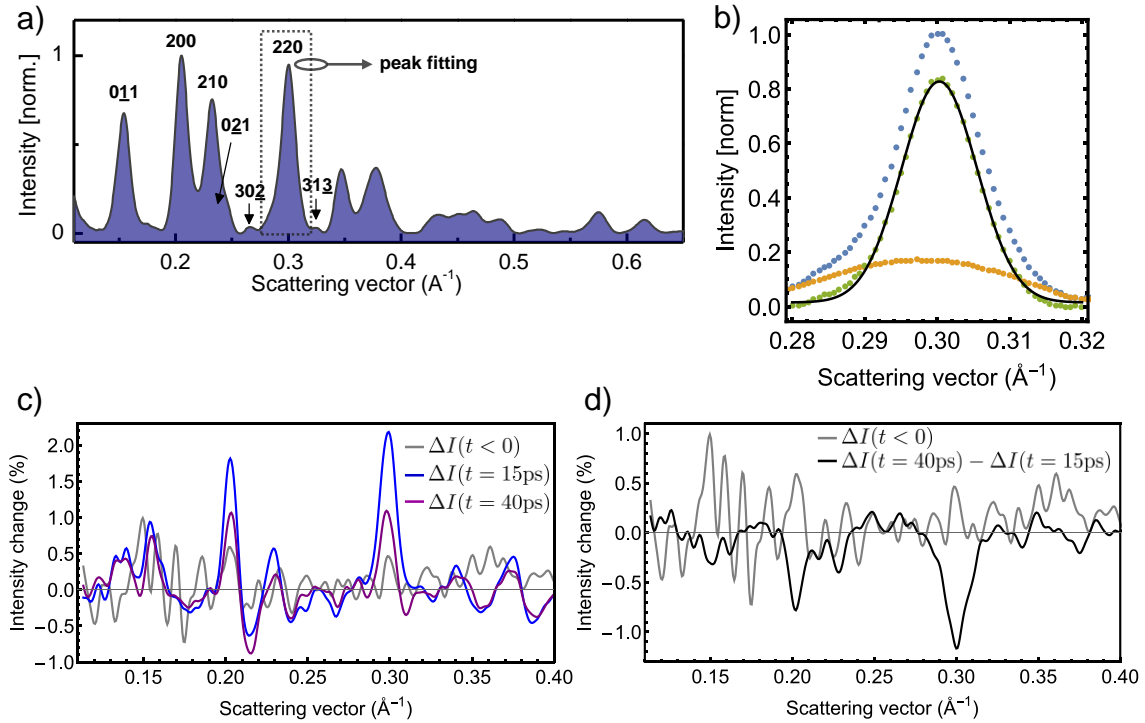 a)
Intensity [norm.]
1
0
011
200
210
021
302
220
313
peak fitting
0.2
0.3
0.4
0.5
0.6
Scattering vector (A⁻¹)
b)
Intensity [norm]
1.0
0.8
0.6
0.4
0.2
0.0
0.28
0.29
0.30
0.31
0.32
Scattering vector (Å⁻¹)
c)
Intensity change (%)
2.0
1.5
1.0
0.5
0.0
−0.5
−1.0
ΔI(t < 0)
ΔI(t = 15ps)
ΔI(t = 40ps)
0.15
0.20
0.25
0.30
0.35
0.40
Scattering vector (Å⁻¹)
d)
Intensity change (%)
1.0
0.5
0.0
−0.5
−1.0
ΔI(t < 0)
ΔI(t = 40ps) − ΔI(t = 15ps)
0.15
0.20
0.25
0.30
0.35
0.40
Scattering vector (Å⁻¹)